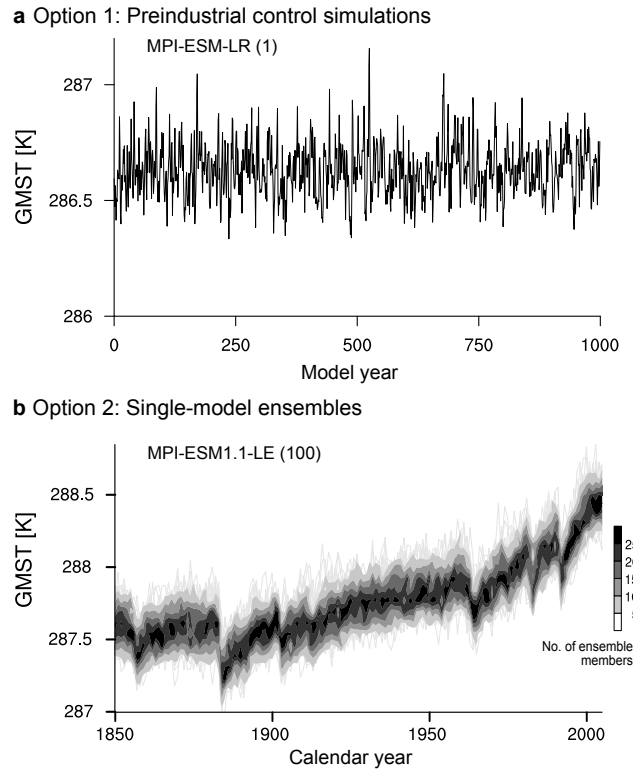 a Option 1: Preindustrial control simulations
MPI-ESM-LR (1)
GMST [K]
287
286.5
286
0 250 500 750 1000
Model year
b Option 2: Single-model ensembles
MPI-ESM1.1-LE (100)
GMST [K]
288.5
288
287.5
287
1850 1900 1950 2000
Calendar year
No. of ensemble
members